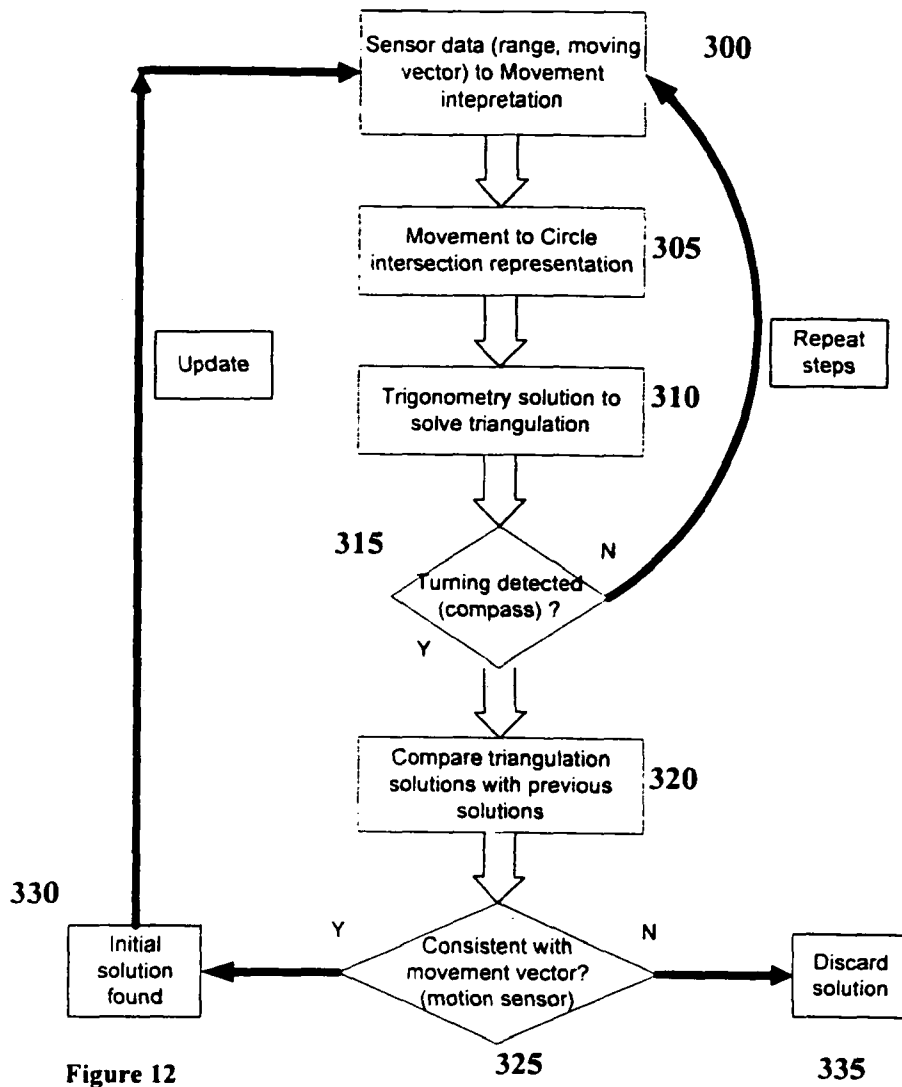 Sensor data (range, moving
vector) to Movement
intepretation
300
Movement to Circle
intersection representation
305
Update
Repeat
steps
Trigonometry solution to
solve triangulation
310
315
N
Turning detected
(compass) ?
Y
Compare triangulation
solutions with previous
solutions
320
330
Y
N
Initial
solution
found
Consistent with
movement vector?
(motion sensor)
Discard
solution
325
335
Figure 12